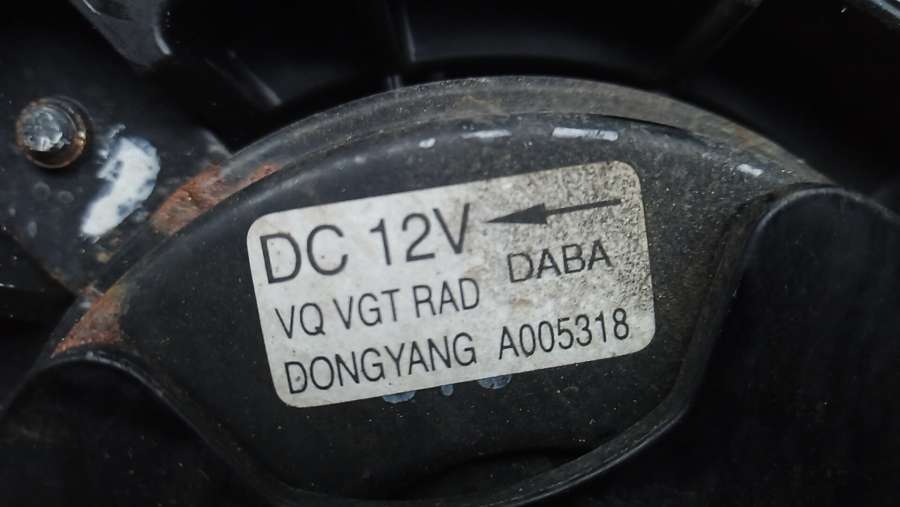 DC 12V
VQ VGT RAD DABA
DONGYANG A005318